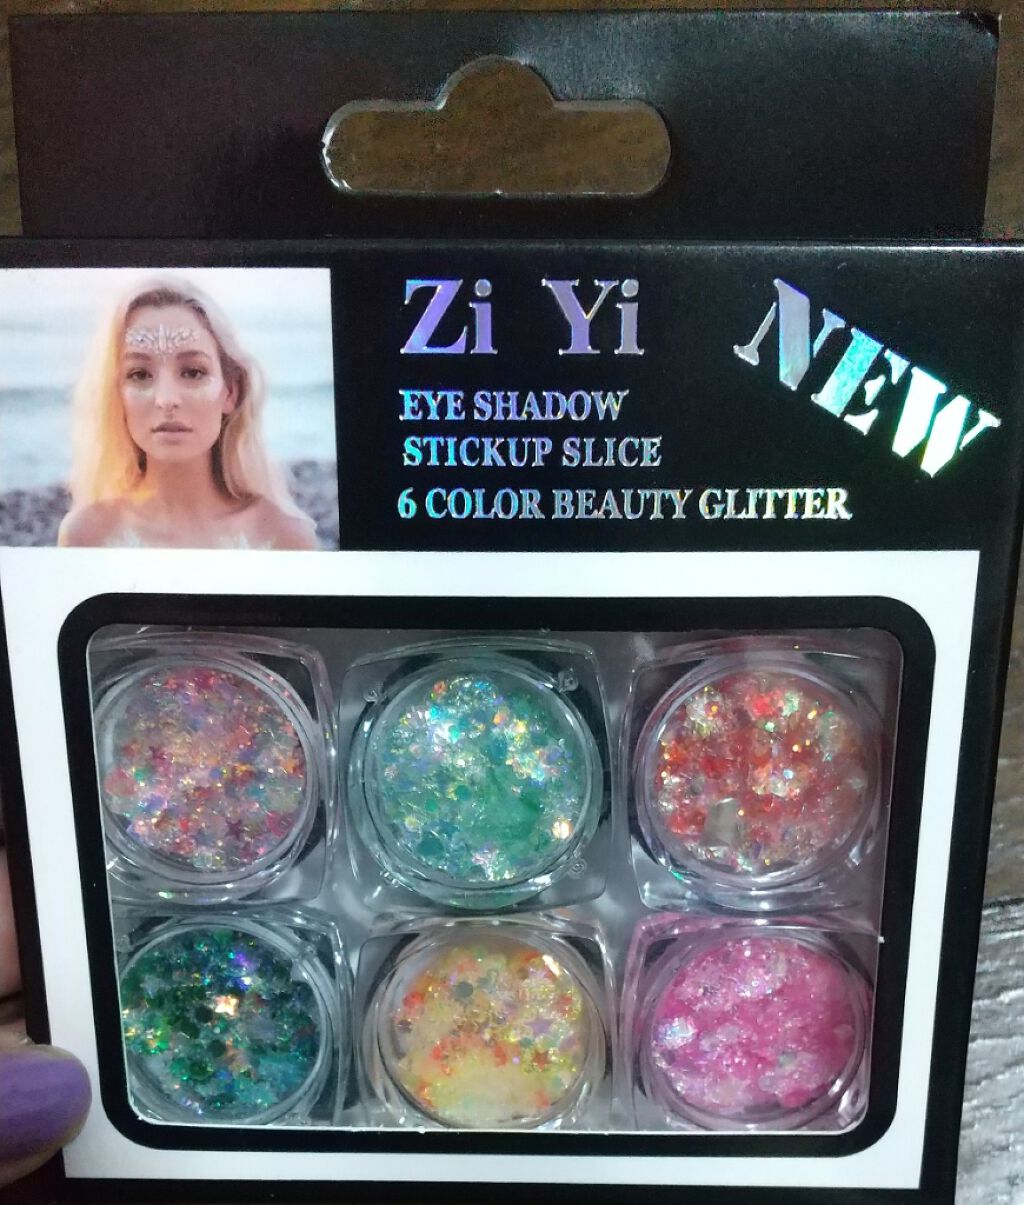 Zi Yi
NEW
EYE SHADOW
STICKUP SLICE
6 COLOR BEAUTY GLITTER